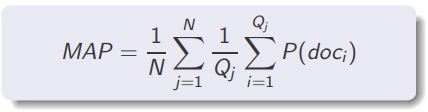 MAP = \frac{1}{N} \sum_{j=1}^{N} \frac{1}{Q_j} \sum_{i=1}^{Q_j} P(doc_i)